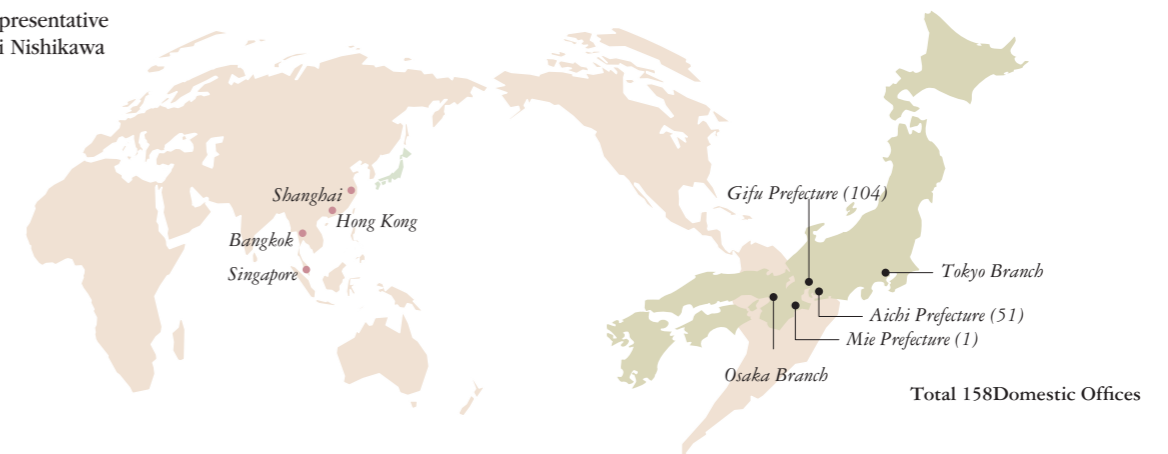 presentative
i Nishikawa
Shanghai
Hong Kong
Bangkok
Singapore
Gifu Prefecture (104)
Tokyo Branch
Aichi Prefecture (51)
Mie Prefecture (1)
Osaka Branch
Total 158Domestic Offices